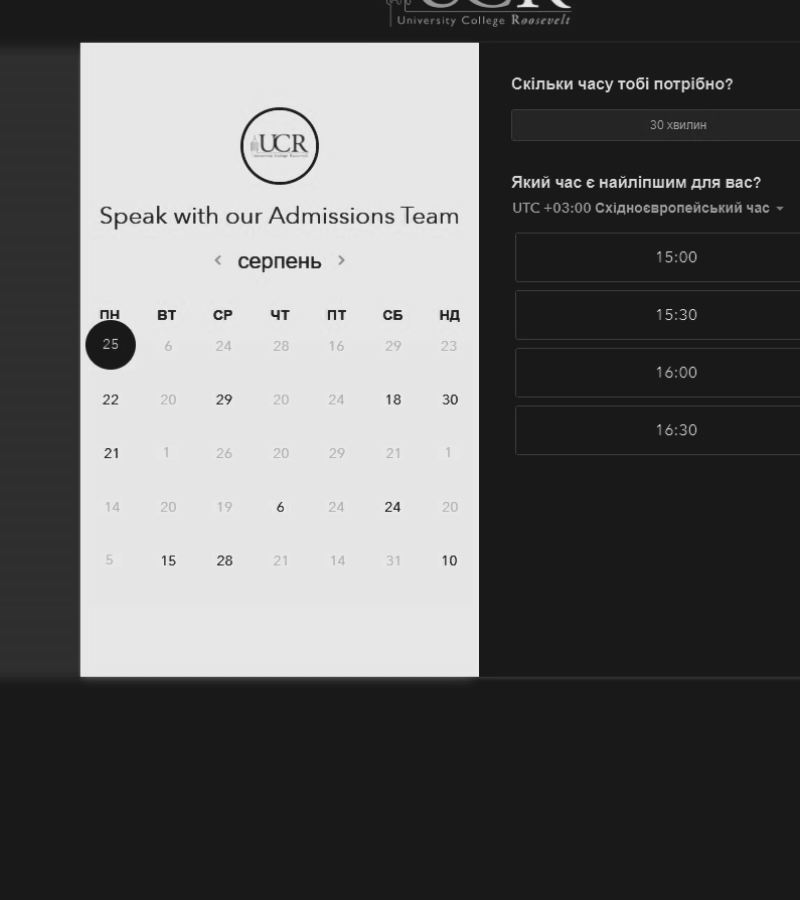 UCR
University College Roosevelt
UCR
Speak with our Admissions Team
серпень
ПН ВТ СР ЧТ ПТ СБ НД
25 6 24 28 16 29 23
22 20 29 20 24 18 30
21 1 26 20 29 21 1
14 20 19 6 24 24 20
5 15 28 21 14 31 10
Скільки часу тобі потрібно?
30 хвилин
Який час є найліпшим для вас?
UTC +03:00 Східноєвропейський час
15:00
15:30
16:00
16:30